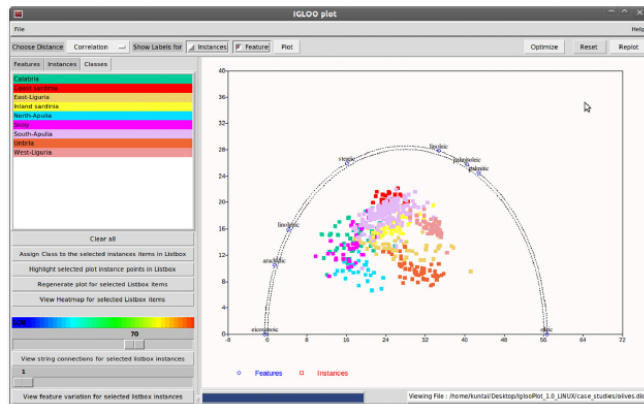 IGLOO plot
File
Help
Choose Distance Correlation Show Labels for Instances Feature Plot Optimize Reset Replot
Features Instances Classes
Calabria
Coast sardinia
East-Liguria
Inland sardinia
North-Apulia
Sicily
South-Apulia
Umbria
West-Liguria
Clear all
Assign Class to the selected instances items in Listbox
Highlight selected plot instance points in Listbox
Regenerate plot for selected Listbox items
View Heatmap for selected Listbox items
70
View string connections for selected listbox instances
1
View feature variation for selected listbox instances
40
36
32
28
24
20
16
12
8
4
0
-8 0 8 16 24 32 40 48 56 64 72
linoleic
stearic
palmitoleic
palmitic
linolenic
arachidic
eicosenoic
oleic
Features Instances
Viewing File : /home/kuntal/Desktop/IglooPlot_1.0_LINUX/case_studies/olives.da